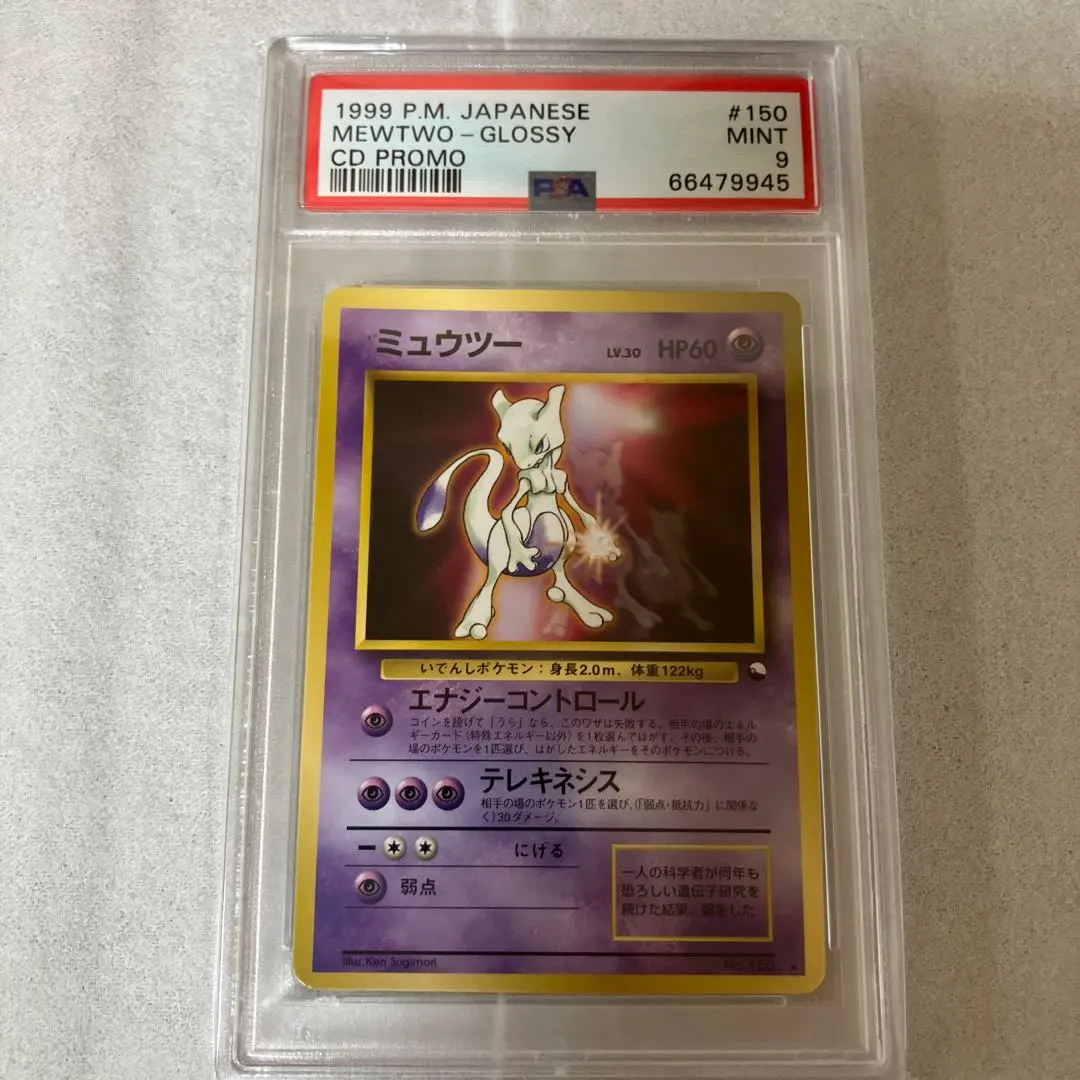 1999 P.M. JAPANESE #150
MEWTWO – GLOSSY MINT
CD PROMO 9
66479945
PSA
ミュウツー LV.30 HP60
いでんしポケモン：身長2.0m、体重122kg
エナジーコントロール
コインを投げて「うら」なら、このワザは失敗する。相手の場のエネル
ギーカード（特殊エネルギー以外）を1枚選んではがす。その後、相手の
場のポケモンを1匹選び、はがしたエネルギーをそのポケモンにつける。
テレキネシス
相手の場のポケモン1匹を選び、（「弱点・抵抗力」に関係な
く）30ダメージ。
にげる
弱点
一人の科学者が何年も
恐ろしい遺伝子研究を
続けた結果、誕生した
Illus.Ken Sugimori No.150